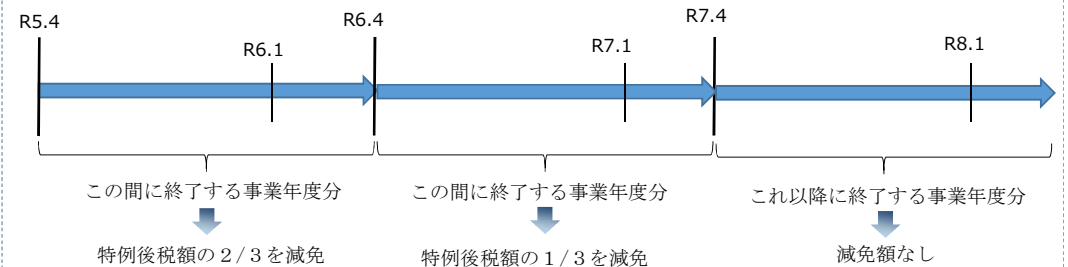 R5.4
R6.4
R7.4
R6.1
R7.1
R8.1
この間に終了する事業年度分
この間に終了する事業年度分
これ以降に終了する事業年度分
特例後税額の２/３を減免
特例後税額の１/３を減免
減免額なし